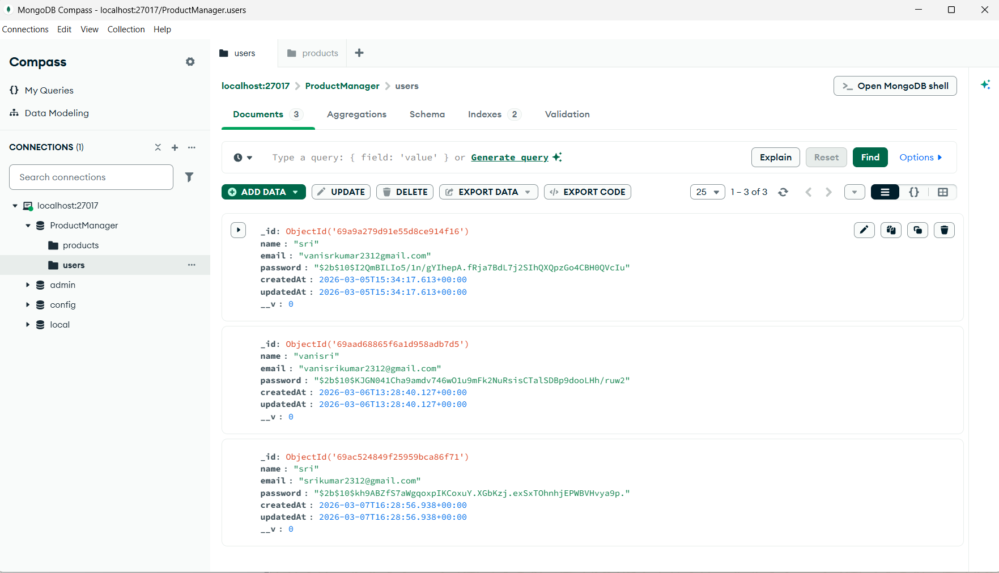 MongoDB Compass - localhost:27017/ProductManager.users
Connections Edit View Collection Help
Compass
{} My Queries
Data Modeling
CONNECTIONS (1)
Search connections
localhost:27017
ProductManager
products
users
admin
config
local
users products
localhost:27017 > ProductManager > users
>_ Open MongoDB shell
Documents 3 Aggregations Schema Indexes 2 Validation
Type a query: { field: 'value' } or Generate query
Explain Reset Find Options
ADD DATA UPDATE DELETE EXPORT DATA </> EXPORT CODE 25 1 – 3 of 3 {}
_id: ObjectId('69a9a279d91e55d8ce914f16')
name : "sri"
email : "vanisrkumar2312gmail.com"
password : "$2b$10$I2QmBILIo5/1n/gYIhepA.fRja7BdL7j2SIhQXQpzGo4CBH0QVcIu"
createdAt : 2026-03-05T15:34:17.613+00:00
updatedAt : 2026-03-05T15:34:17.613+00:00
__v : 0
_id: ObjectId('69aad68865f6a1d958adb7d5')
name : "vanisri"
email : "vanisrikumar2312@gmail.com"
password : "$2b$10$KJGN041Cha9amdv746wO1u9mFk2NuRsisCTalSDBp9dooLHh/ruw2"
createdAt : 2026-03-06T13:28:40.127+00:00
updatedAt : 2026-03-06T13:28:40.127+00:00
__v : 0
_id: ObjectId('69ac524849f25959bca86f71')
name : "sri"
email : "srikumar2312@gmail.com"
password : "$2b$10$kh9ABZfS7aWgqoxpIKCoxuY.XGbKzj.exSxTOhnhjEPWBVHvya9p."
createdAt : 2026-03-07T16:28:56.938+00:00
updatedAt : 2026-03-07T16:28:56.938+00:00
__v : 0